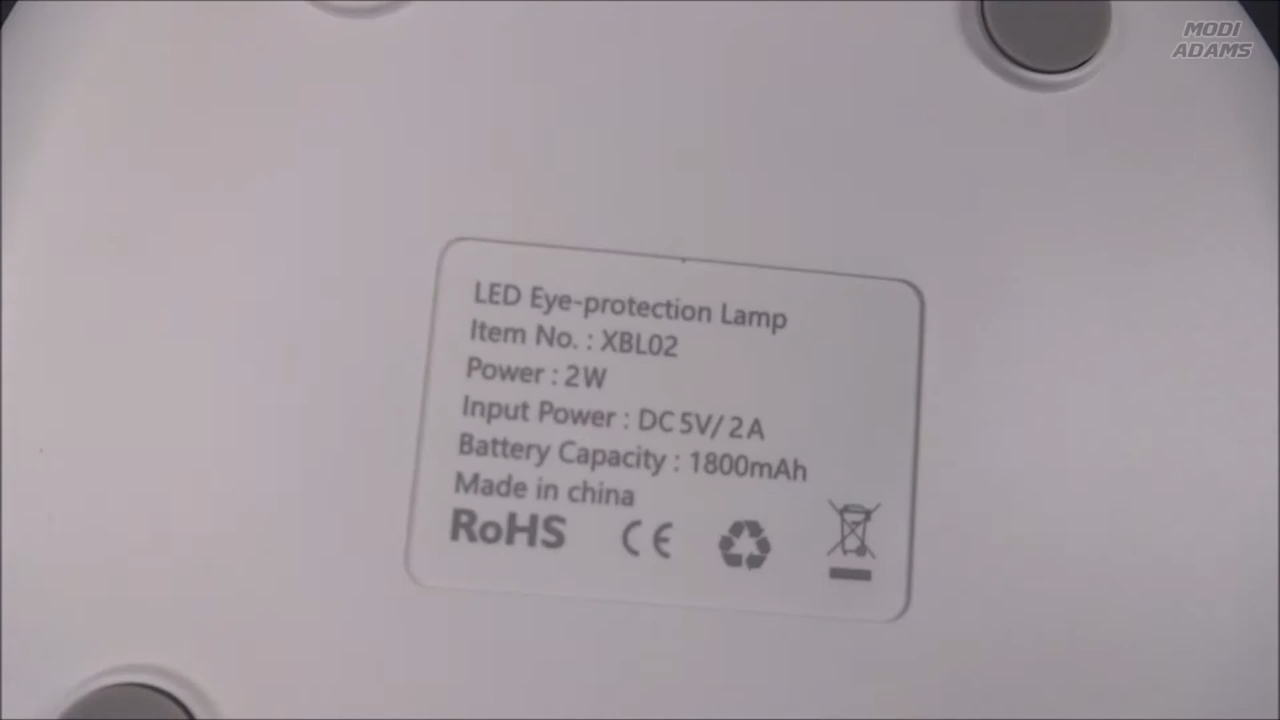 MODI
ADAMS
LED Eye-protection Lamp
Item No. : XBL02
Power : 2W
Input Power : DC 5V/ 2A
Battery Capacity : 1800mAh
Made in china
RoHS CE